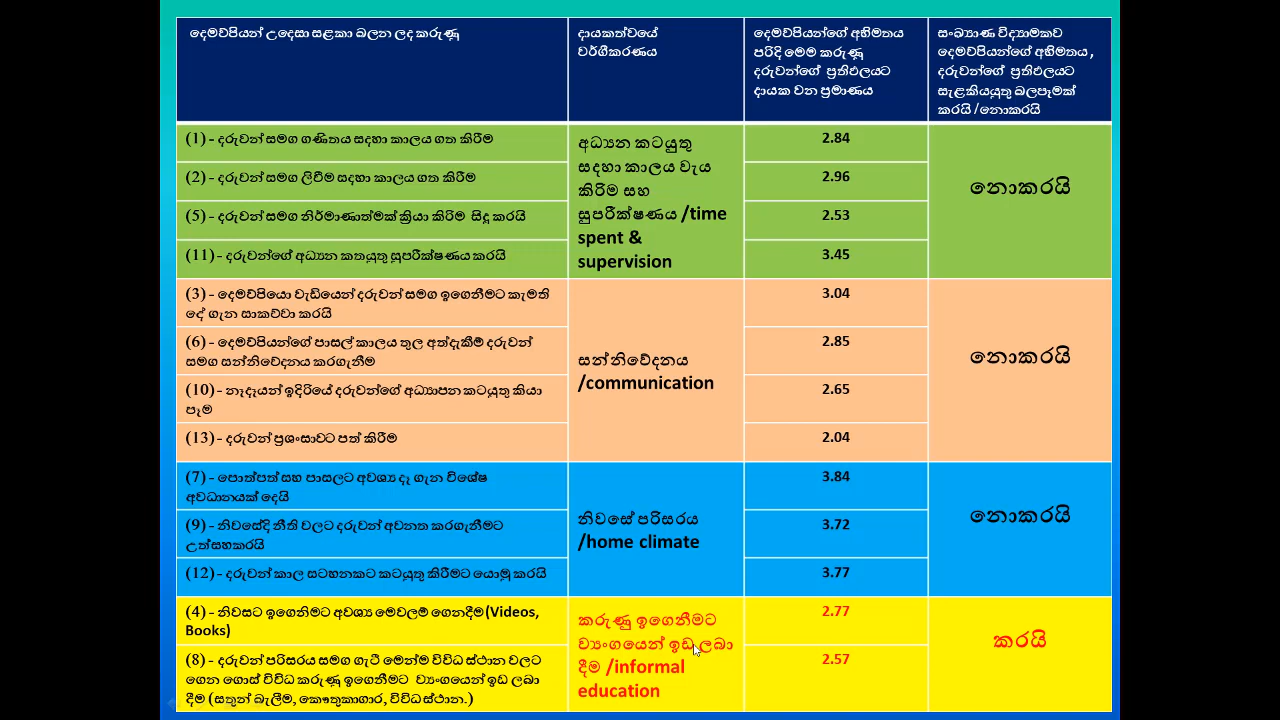 දෙමව්පියන් උදෙසා සළකා බලන ලද කරුණු
දායකත්වයේ
වර්ගීකරණය
දෙමව්පියන්ගේ අභිමතය
පරිදි මෙම කරුණු
දරුවන්ගේ ප්‍රතිඵලයට
දායක වන ප්‍රමාණය
සංඛ්‍යාණ විද්‍යාමකව
දෙමව්පියන්ගේ අභිමතය ,
දරුවන්ගේ ප්‍රතිඵලයට
සැළකියයුතු බලපෑමක්
කරයි /නොකරයි
(1) - දරුවන් සමග ගණිතය සදහා කාලය ගත කිරීම
2.84
(2) - දරුවන් සමග ලිවීම සදහා කාලය ගත කිරීම
2.96
(5) - දරුවන් සමග නිර්මාණාත්මක් ක්‍රියා කිරිම සිදු කරයි
2.53
(11) - දරුවන්ගේ අධ්‍යන කතයුතු සුපරීක්ෂණය කරයි
3.45
අධ්‍යන කටයුතු
සදහා කාලය වැය
කිරිම සහ
සුපරීක්ෂණය /time
spent &
supervision
නොකරයි
(3) - දෙමව්පියො වැඩියෙන් දරුවන් සමග ඉගෙනීමට කැමති
දේ ගැන සාකච්වා කරයි
3.04
(6) - දෙමව්පියන්ගේ පාසල් කාලය තුල අත්දැකීම් දරුවන්
සමග සන්නිවේදනය කරගැනීම
2.85
(10) - නෑදෑයන් ඉදිරියේ දරුවන්ගේ අධ්‍යාපන කටයුතු කියා
පෑම
2.65
(13) - දරුවන් ප්‍රශංසාවට පත් කිරීම
2.04
සන්නිවේදනය
/communication
නොකරයි
(7) - පොත්පත් සහ පාසලට අවශ්‍ය දෑ ගැන විශේෂ
අවධානයක් දෙයි
3.84
(9) - නිවසේදි නීති වලට දරුවන් අවනත කරගැනීමට
උත්සහකරයි
3.72
(12) - දරුවන් කාල සටහනකට කටයුතු කිරීමට යොමු කරයි
3.77
නිවසේ පරිසරය
/home climate
නොකරයි
(4) - නිවසට ඉගෙනිමට අවශ්‍ය මෙවලම් ගෙනදීම(Videos,
Books)
2.77
(8) - දරුවන් පරිසරය සමග ගැටී මෙන්ම විවිධ ස්ථාන වලට
ගෙන ගොස් විවිධ කරුණු ඉගෙනීමට ව්‍යංගයෙන් ඉඩ ලබා
දීම (සතුන් බැලීම, කෞතුකාගාර, විවිධ ස්ථාන.)
2.57
කරුණු ඉගෙනීමට
ව්‍යංගයෙන් ඉඩ ලබා
දීම /informal
education
කරයි